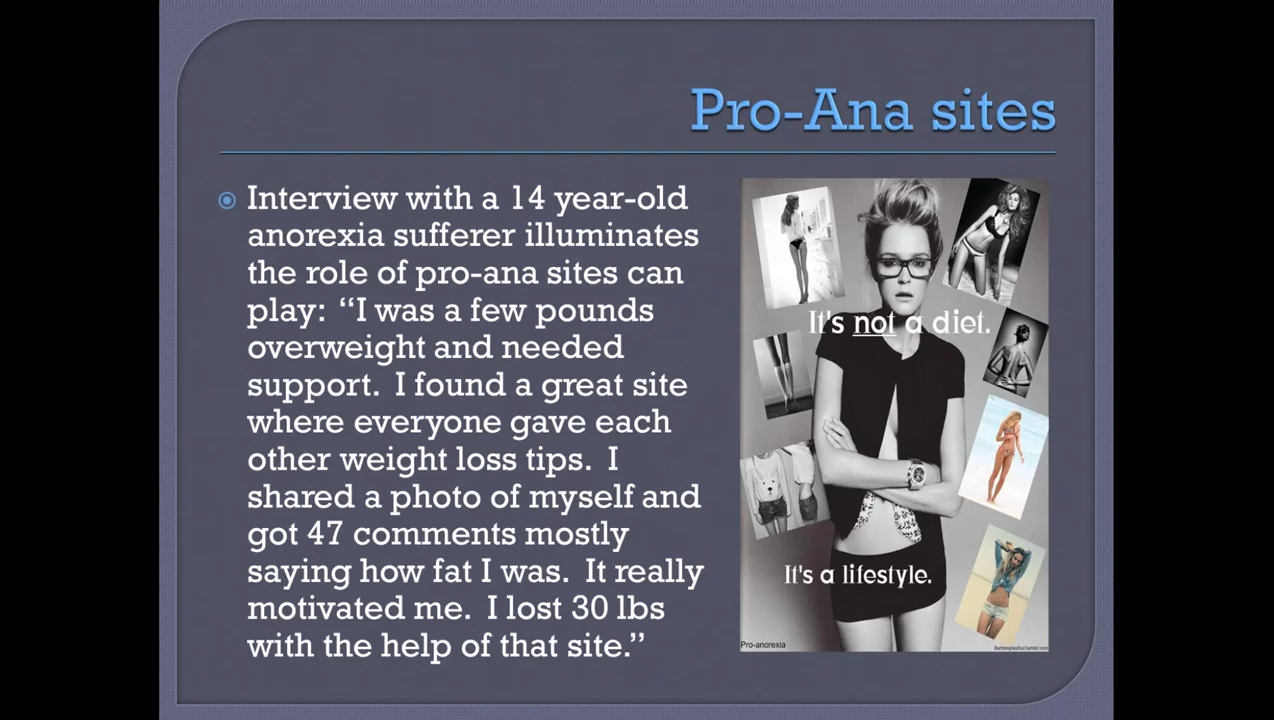 Pro-Ana sites
Interview with a 14 year-old
anorexia sufferer illuminates
the role of pro-ana sites can
play: “I was a few pounds
overweight and needed
support.  I found a great site
where everyone gave each
other weight loss tips.  I
shared a photo of myself and
got 47 comments mostly
saying how fat I was.  It really
motivated me.  I lost 30 lbs
with the help of that site.”
It's not a diet.
It's a lifestyle.
Pro-anorexia